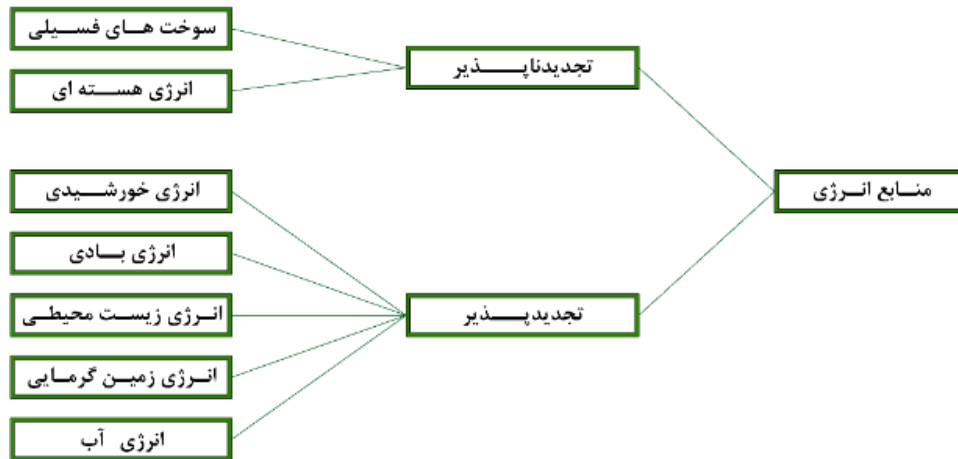 منابع انرژی
تجدیدناپذیر
سوخت های فسیلی
انرژی هسته ای
تجدیدپذیر
انرژی خورشیدی
انرژی بادی
انرژی زیست محیطی
انرژی زمین گرمایی
انرژی آب